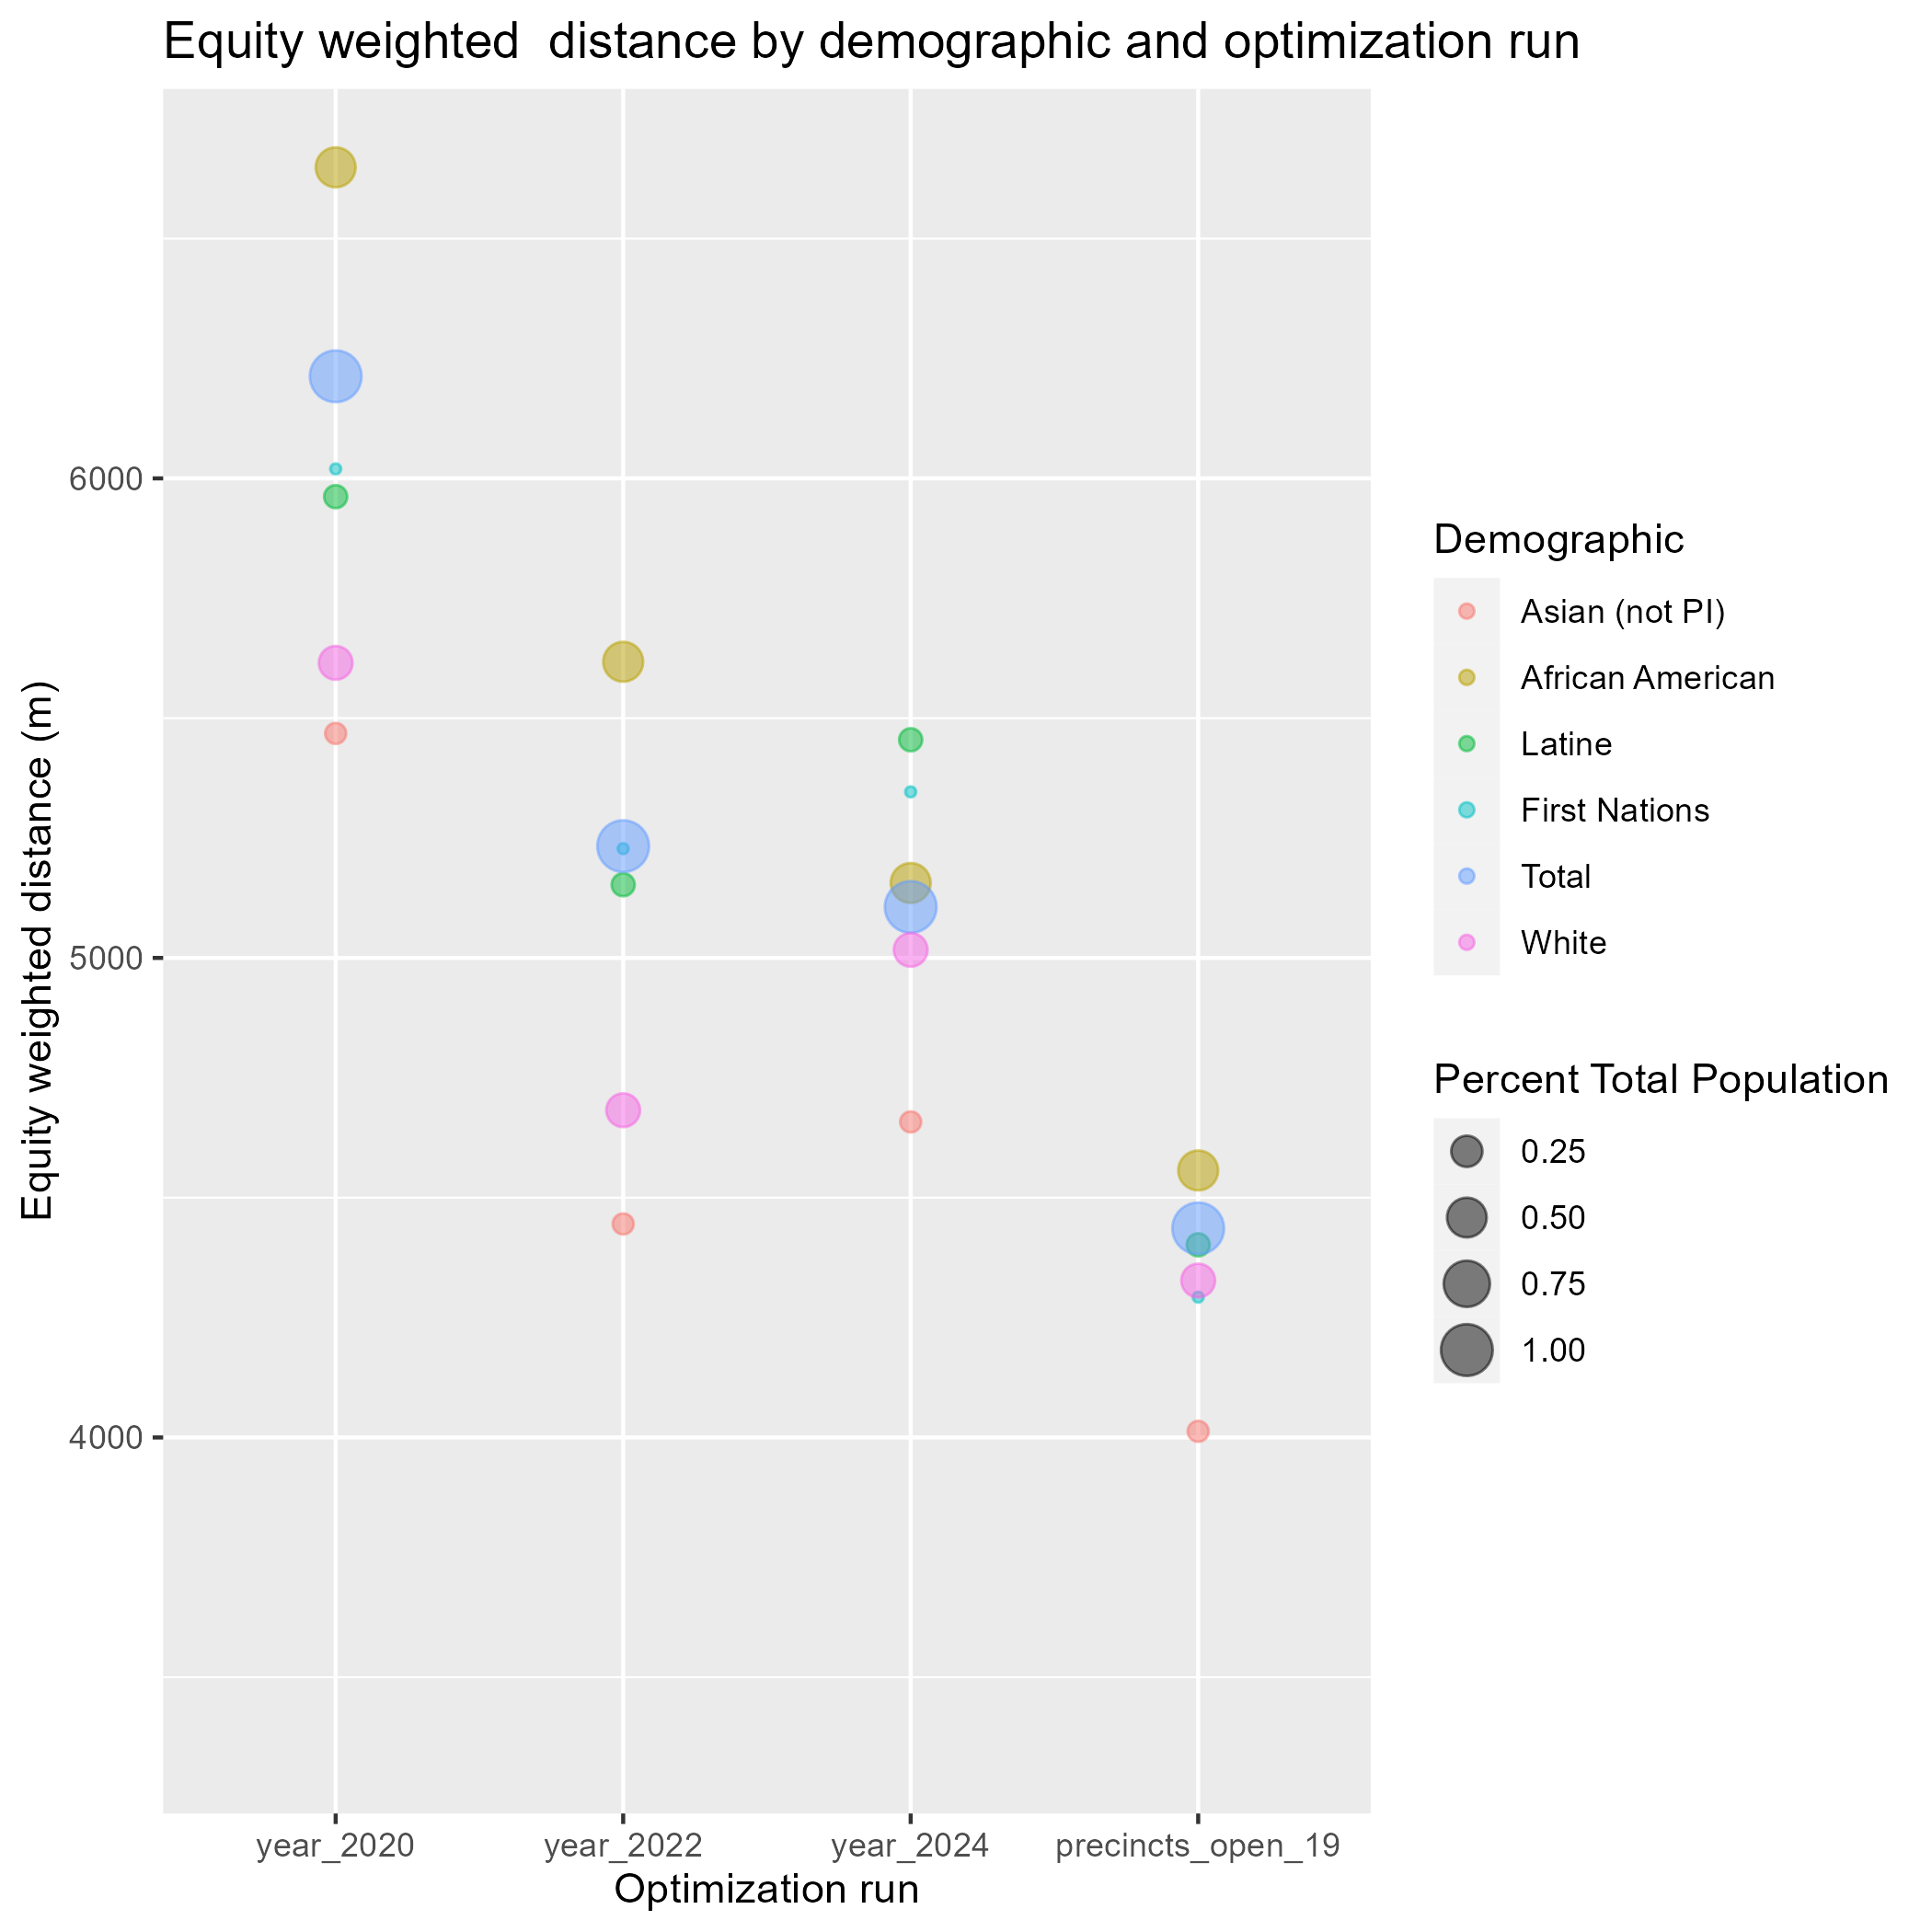 Equity weighted  distance by demographic and optimization run
Equity weighted distance (m)
6000
5000
4000
year_2020
year_2022
year_2024
precincts_open_19
Optimization run
Demographic
Asian (not PI)
African American
Latine
First Nations
Total
White
Percent Total Population
0.25
0.50
0.75
1.00